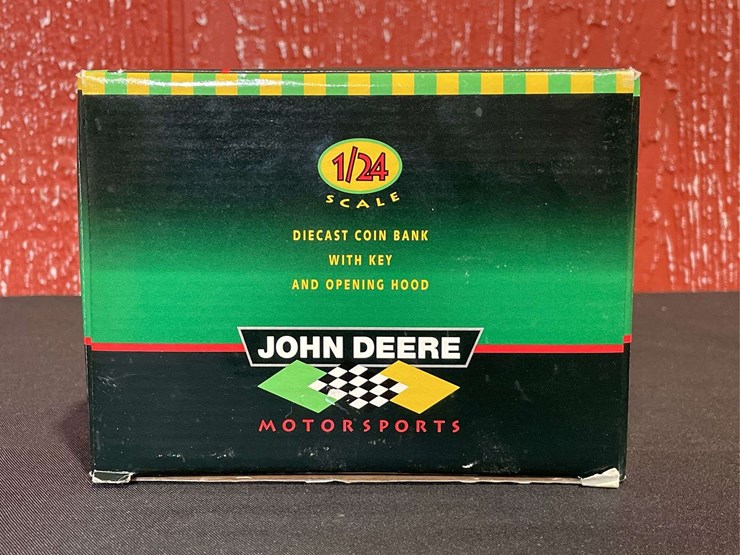 1/24
SCALE
DIECAST COIN BANK
WITH KEY
AND OPENING HOOD
JOHN DEERE
MOTORSPORTS